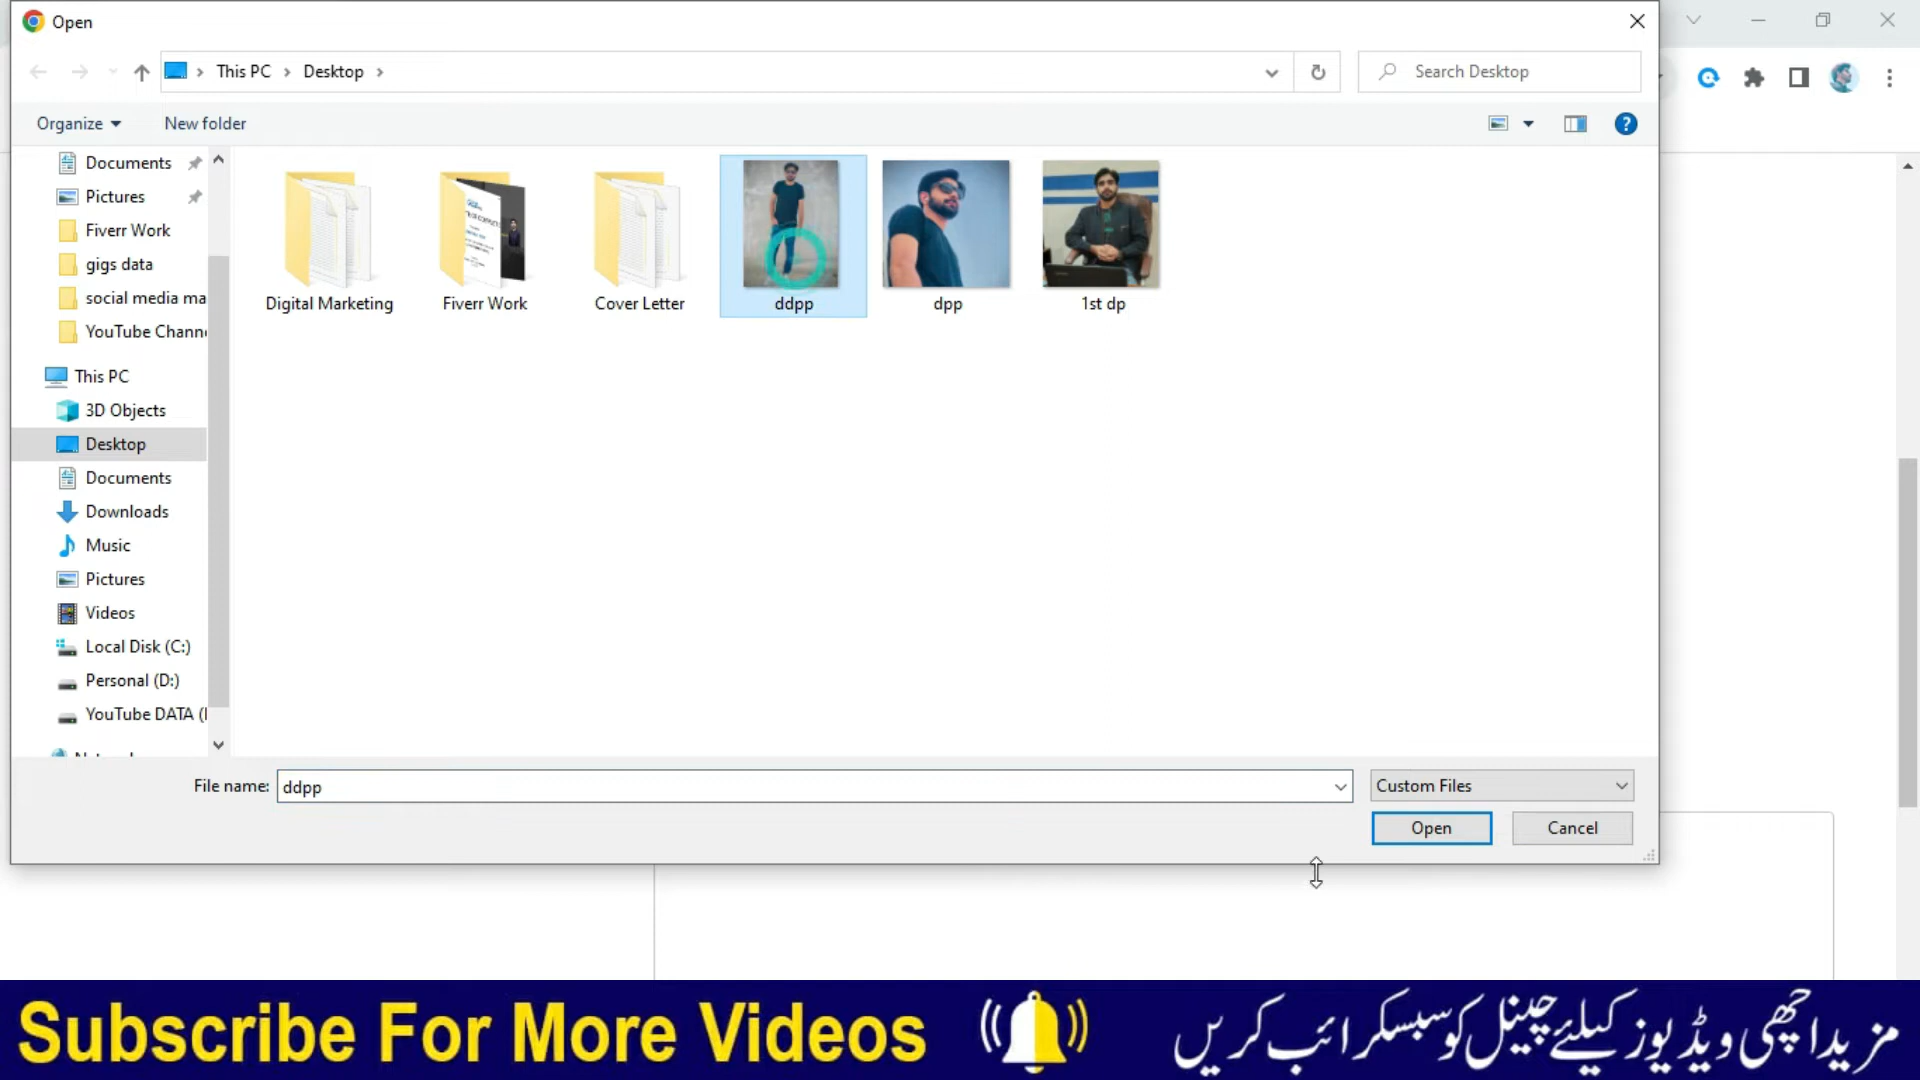 Open
This PC
Desktop
Search Desktop
Organize
New folder
Documents
Pictures
Fiverr Work
gigs data
social media ma
YouTube Chann
This PC
3D Objects
Desktop
Documents
Downloads
Music
Pictures
Videos
Local Disk (C:)
Personal (D:)
YouTube DATA (
Digital Marketing
Fiverr Work
Cover Letter
ddpp
dpp
1st dp
File name:
ddpp
Custom Files
Open
Cancel
Subscribe For More Videos
مزید اچھی ویڈیوز کیلئے چینل کو سبسکرائب کریں